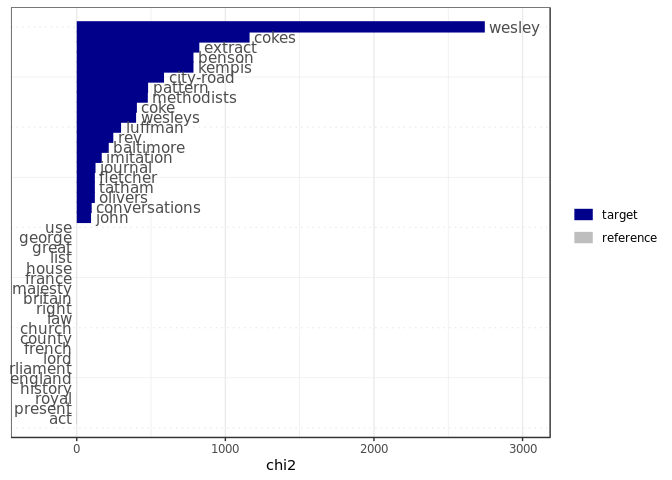 wesley
cokes
extract
benson
kempis
city-road
pattern
methodists
coke
wesleys
luffman
rev
baltimore
imitation
journal
fletcher
tatham
olivers
conversations
john
use
george
great
list
house
france
majesty
britain
right
law
church
county
french
lord
rliament
england
history
royal
present
act
target
reference
0 1000 2000 3000
chi2